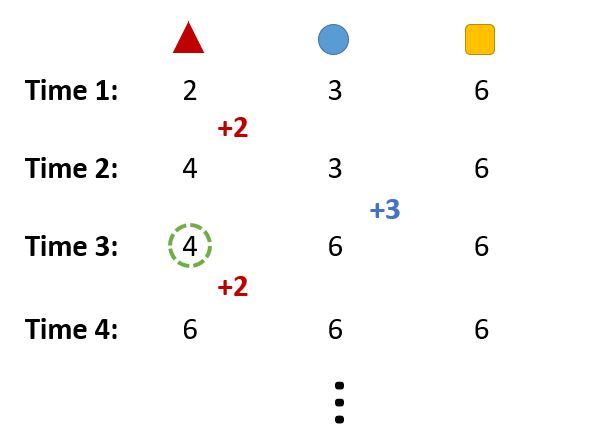 Time 1: 2 3 6
+2
Time 2: 4 3 6
+3
Time 3: 4 6 6
+2
Time 4: 6 6 6